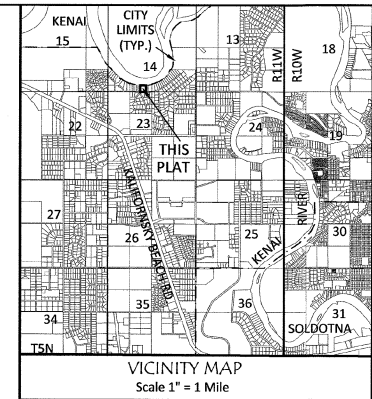 KENAI
CITY
LIMITS
(TYP.)
15
14
13
R11W
R10W
18
22
23
THIS
PLAT
24
19
KALIFORNSKY BEACH RD.
27
26
25
KENAI
RIVER
30
34
35
36
31
SOLDOTNA
T5N
VICINITY MAP
Scale 1" = 1 Mile